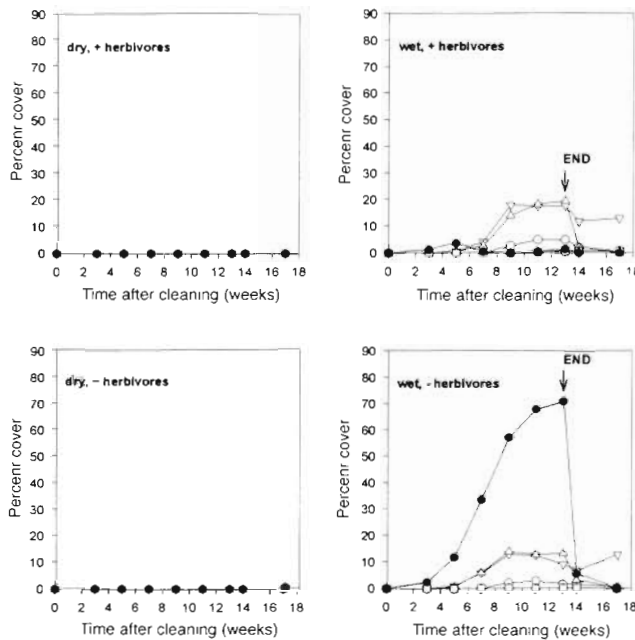 90
80
70
60
50
40
30
20
10
0
Percenr cover
dry, + herbivores
0 2 4 6 8 10 12 14 16 18
Time after cleaning (weeks)
90
80
70
60
50
40
30
20
10
0
Percenr cover
wet, + herbivores
END
0 2 4 6 8 10 12 14 16 18
Time after cleaning (weeks)
90
80
70
60
50
40
30
20
10
0
Percenr cover
dry, – herbivores
0 2 4 6 8 10 12 14 16 18
Time after cleaning (weeks)
90
80
70
60
50
40
30
20
10
0
Percenr cover
wet, - herbivores
END
0 2 4 6 8 10 12 14 16 18
Time after cleaning (weeks)